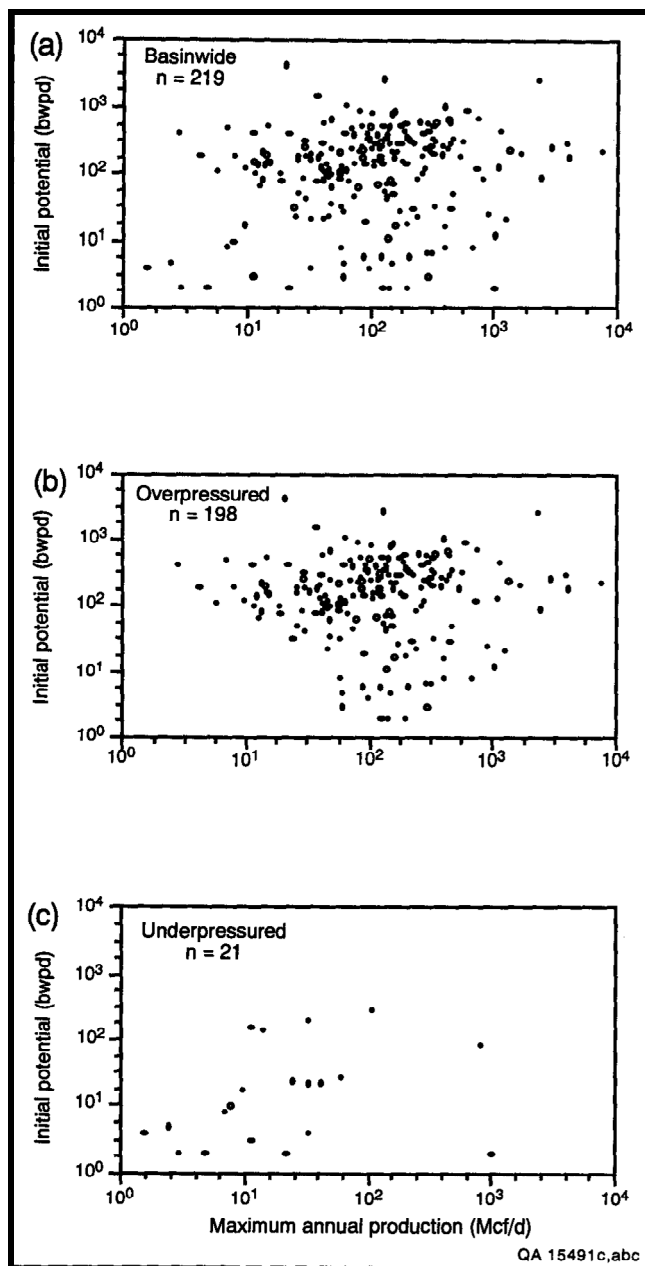 (a)
Basinwide
n = 219
Initial potential (bwpd)
10⁴
10³
10²
10¹
10⁰
10⁰ 10¹ 10² 10³ 10⁴
(b)
Overpressured
n = 198
Initial potential (bwpd)
10⁴
10³
10²
10¹
10⁰
10⁰ 10¹ 10² 10³ 10⁴
(c)
Underpressured
n = 21
Initial potential (bwpd)
10⁴
10³
10²
10¹
10⁰
10⁰ 10¹ 10² 10³ 10⁴
Maximum annual production (Mcf/d)
QA 15491c,abc